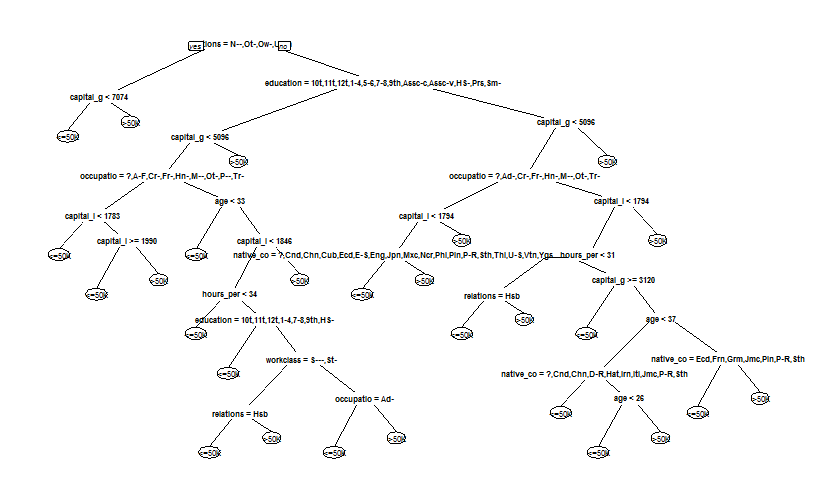 yes tions = N--,Ot-,Ow-, no
education = 10t,11t,12t,1-4,5-6,7-8,9th,Assc-c,Assc-v,HS-,Prs,Sm-
capital_g < 7074
capital_g < 5096
capital_g < 5096
<=50K >50K
>50K
>50K
occupatio = ?,A-F,Cr-,Fr-,Hn-,M--,Ot-,P--,Tr-
occupatio = ?,Ad-,Cr-,Fr-,Hn-,M--,Ot-,Tr-
age < 33
capital_l < 1794
capital_l < 1783
capital_l < 1794
capital_l >= 1990
capital_l < 1846
>50K
>50K
<=50K
<=50K
native_co = ?,Cnd,Chn,Cub,Ecd,E-S,Eng,Jpn,Mxc,Ncr,Phl,Pln,P-R,Sth,Thl,U-S,Vtn,Ygs
hours_per < 31
>50K
>50K
>50K
capital_g >= 3120
<=50K
hours_per < 34
<=50K
relations = Hsb
education = 10t,11t,12t,1-4,7-8,9th,HS-
>50K
age < 37
<=50K
<=50K
<=50K
workclass = S---,St-
native_co = Ecd,Frn,Grm,Jmc,Pln,P-R,Sth
<=50K
native_co = ?,Cnd,Chn,D-R,Hat,Irn,Itl,Jmc,P-R,Sth
occupatio = Ad-
age < 26
>50K
relations = Hsb
<=50K
<=50K
>50K
>50K
>50K
<=50K
<=50K
<=50K